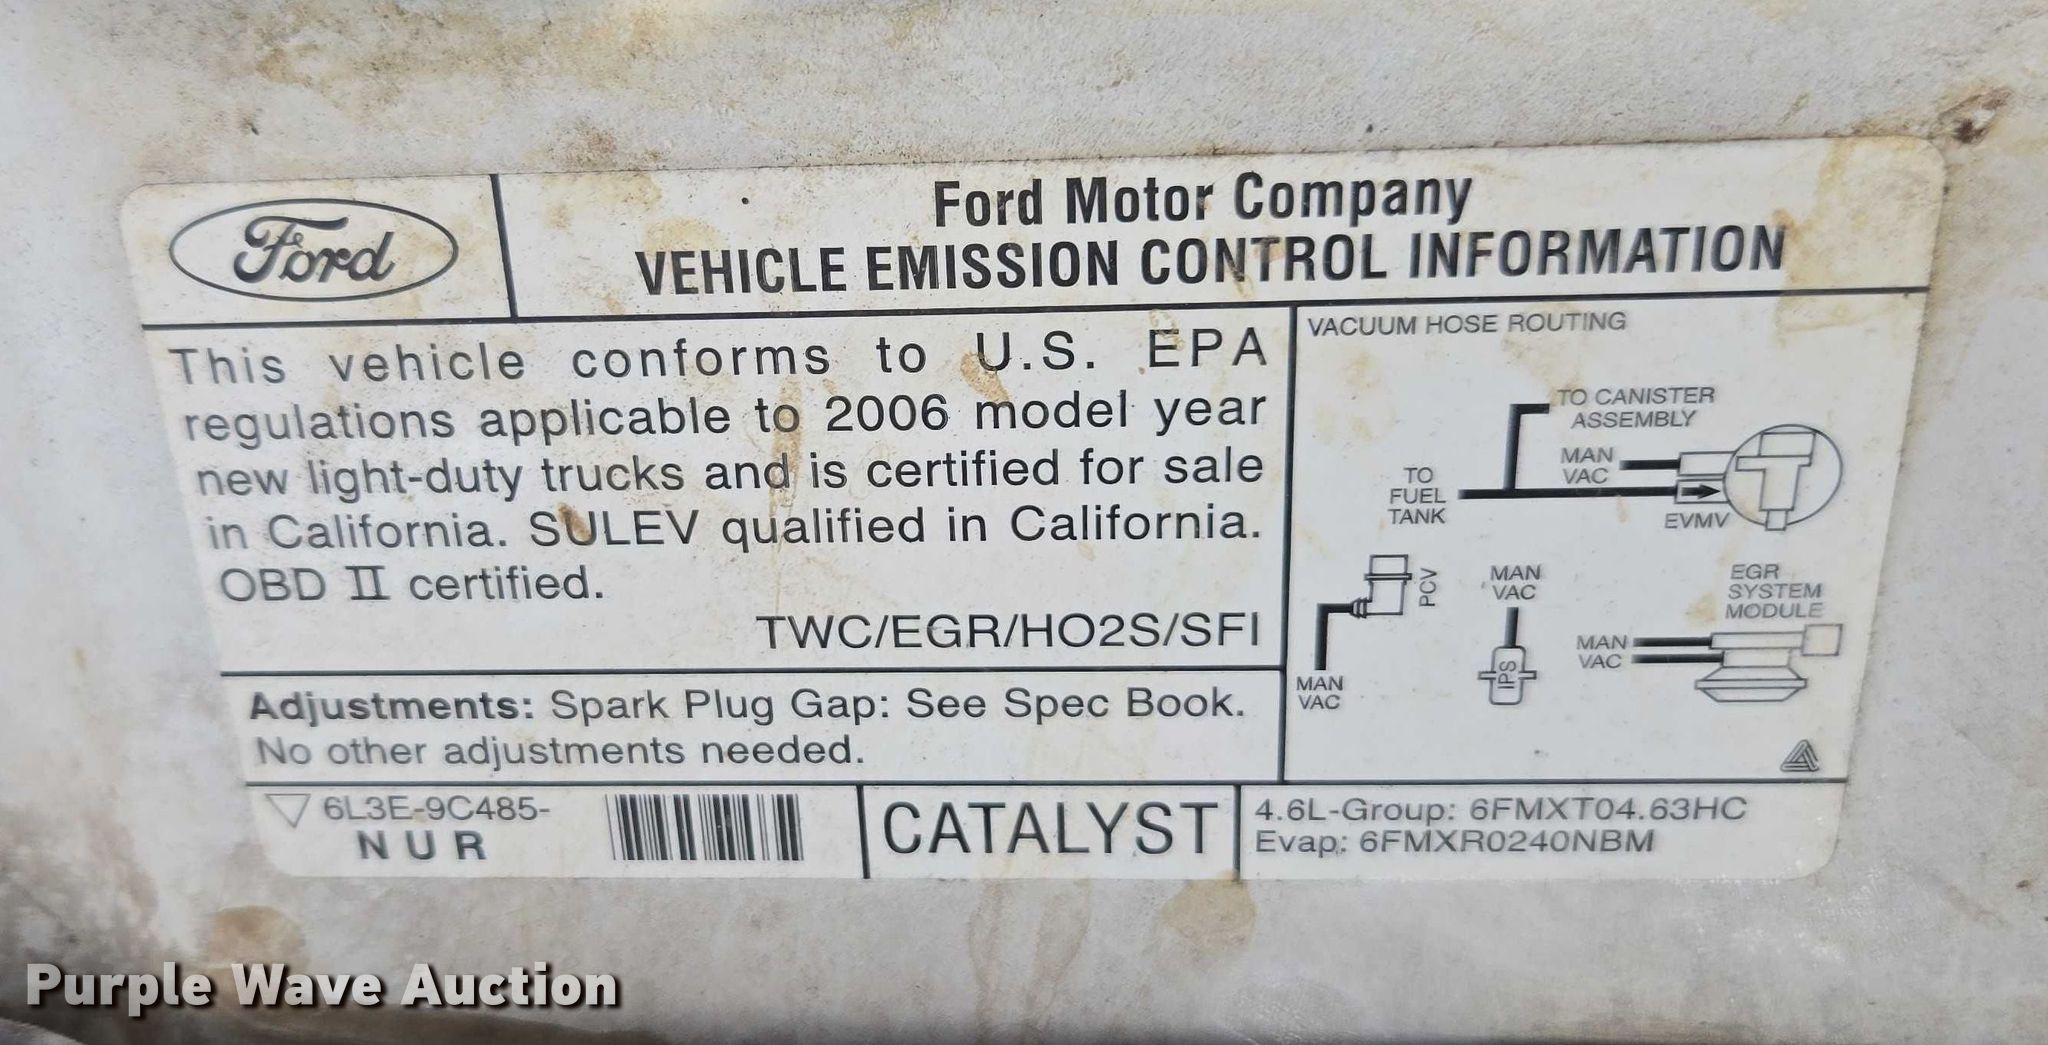 Ford
Ford Motor Company
VEHICLE EMISSION CONTROL INFORMATION
This vehicle conforms to U.S. EPA
regulations applicable to 2006 model year
new light-duty trucks and is certified for sale
in California. SULEV qualified in California.
OBD II certified.
TWC/EGR/HO2S/SFI
Adjustments: Spark Plug Gap: See Spec Book.
No other adjustments needed.
VACUUM HOSE ROUTING
TO CANISTER
ASSEMBLY
MAN
VAC
TO
FUEL
TANK
EVMV
PCV
MAN
VAC
MAN
VAC
IPS
EGR
SYSTEM
MODULE
MAN
VAC
6L3E-9C485-
NUR
CATALYST
4.6L-Group: 6FMXT04.63HC
Evap: 6FMXR0240NBM
Purple Wave Auction